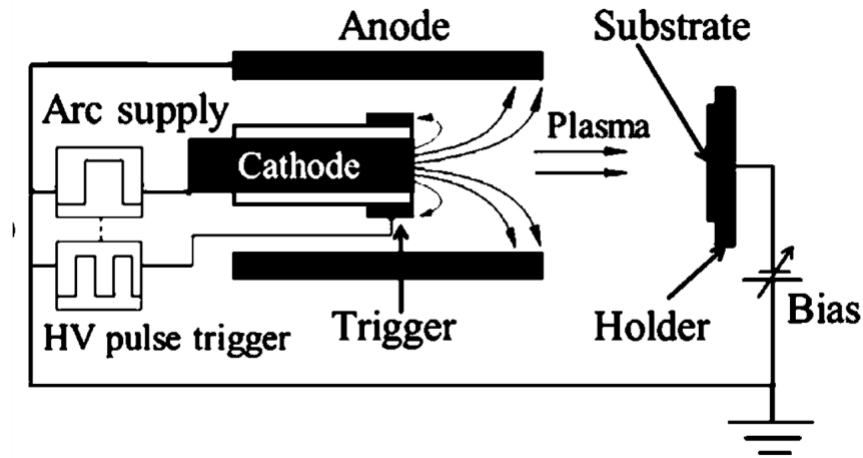 Anode
Substrate
Arc supply
Cathode
Plasma
HV pulse trigger
Trigger
Holder
Bias